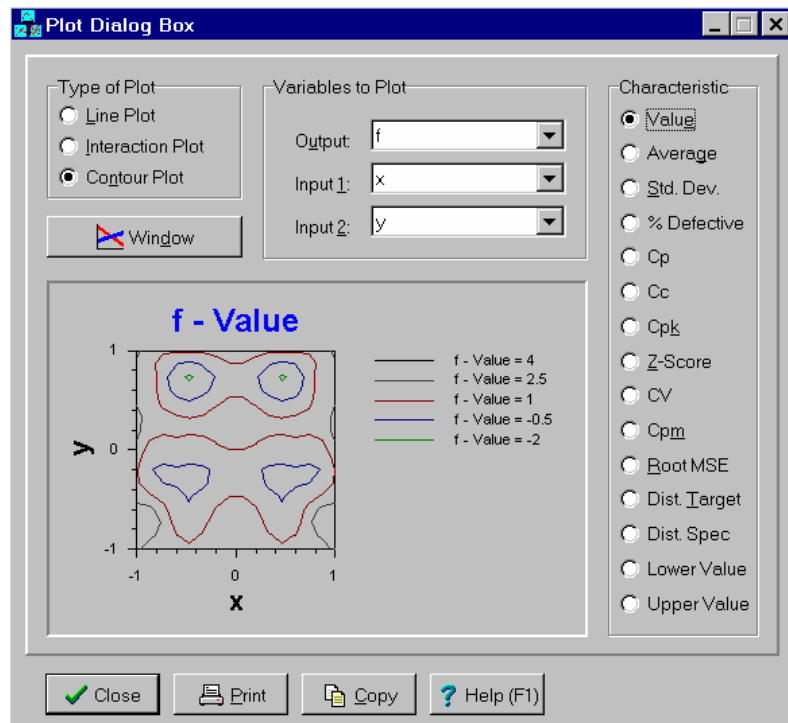 Plot Dialog Box
Type of Plot
Line Plot
Interaction Plot
Contour Plot
Window
Variables to Plot
Output: f
Input 1: x
Input 2: y
Characteristic
Value
Average
Std. Dev.
% Defective
Cp
Cc
Cpk
Z-Score
CV
Cpm
Root MSE
Dist. Target
Dist. Spec
Lower Value
Upper Value
f - Value
1
0
-1
y
-1 0 1
x
f - Value = 4
f - Value = 2.5
f - Value = 1
f - Value = -0.5
f - Value = -2
Close
Print
Copy
? Help (F1)